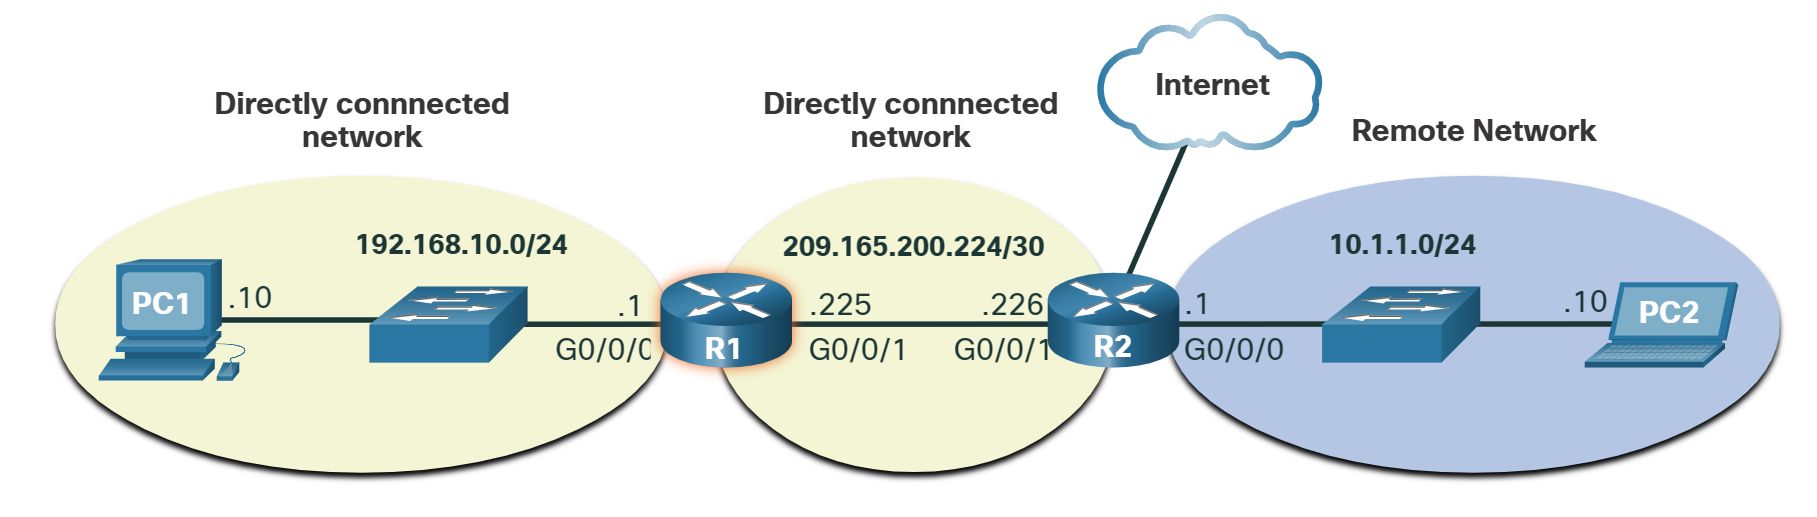 Internet
Directly connnected
network
Directly connnected
network
Remote Network
192.168.10.0/24
209.165.200.224/30
10.1.1.0/24
PC1
.10
.1
G0/0/0
R1
.225
G0/0/1
.226
G0/0/1
R2
.1
G0/0/0
.10
PC2